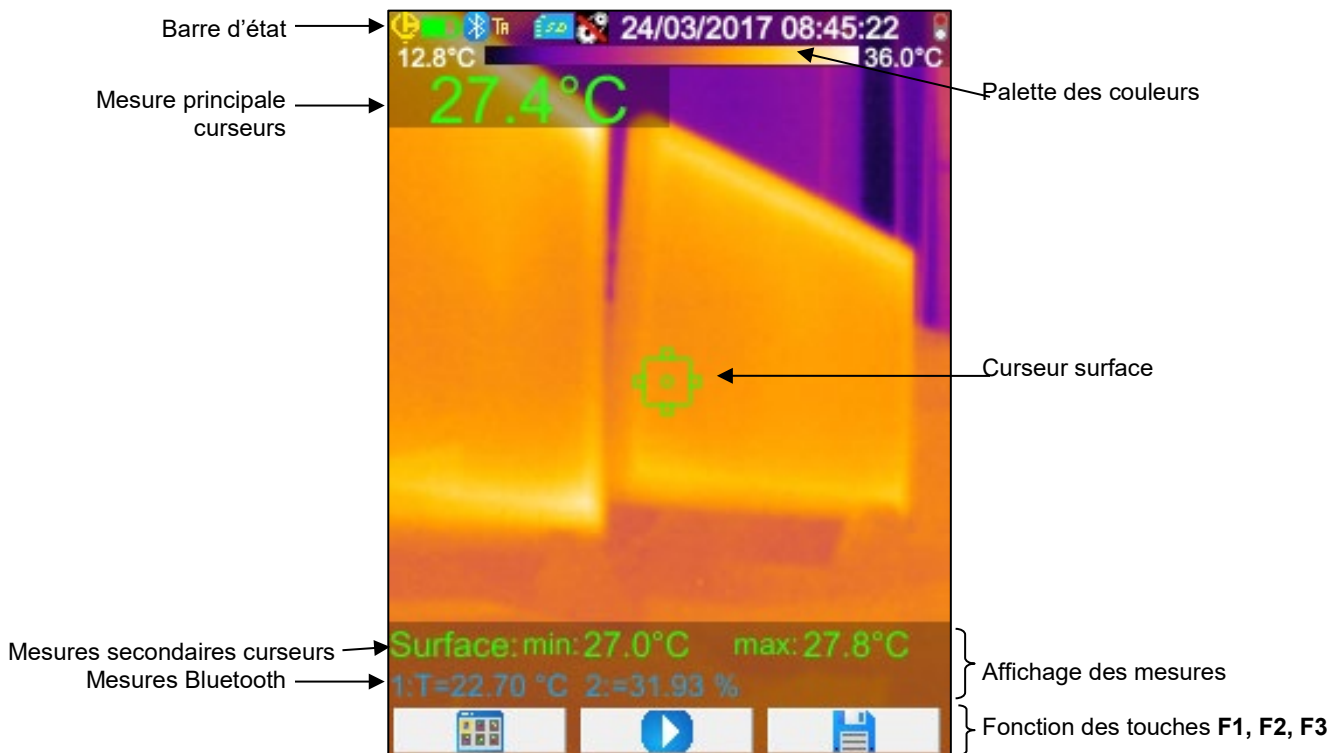 Barre d'état
TA
SD
24/03/2017 08:45:22
12.8°C
36.0°C
Palette des couleurs
Mesure principale
curseurs
27.4°C
Curseur surface
Mesures secondaires curseurs
Surface: min: 27.0°C max: 27.8°C
Affichage des mesures
Mesures Bluetooth
1:T=22.70 °C 2:=31.93 %
Fonction des touches F1, F2, F3